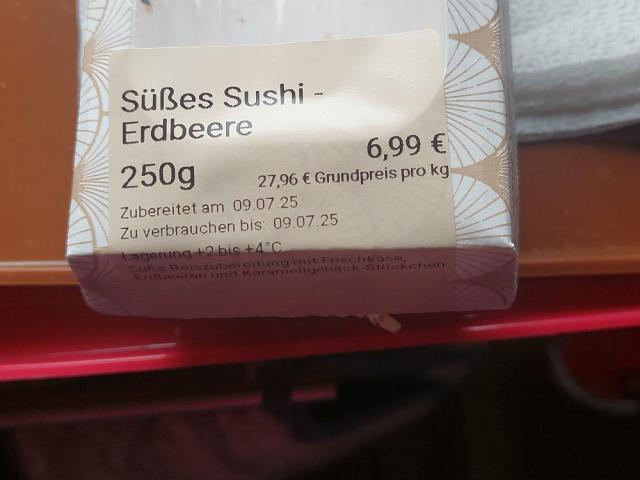 Süßes Sushi -
Erdbeere
6,99 €
250g
27,96 € Grundpreis pro kg
Zubereitet am 09.07.25
Zu verbrauchen bis: 09.07.25
Lagerung +2 bis +4°C
Süße Reiszubereitung mit Frischkäse,
Erdbeeren und Karamellgebäck-Stückchen